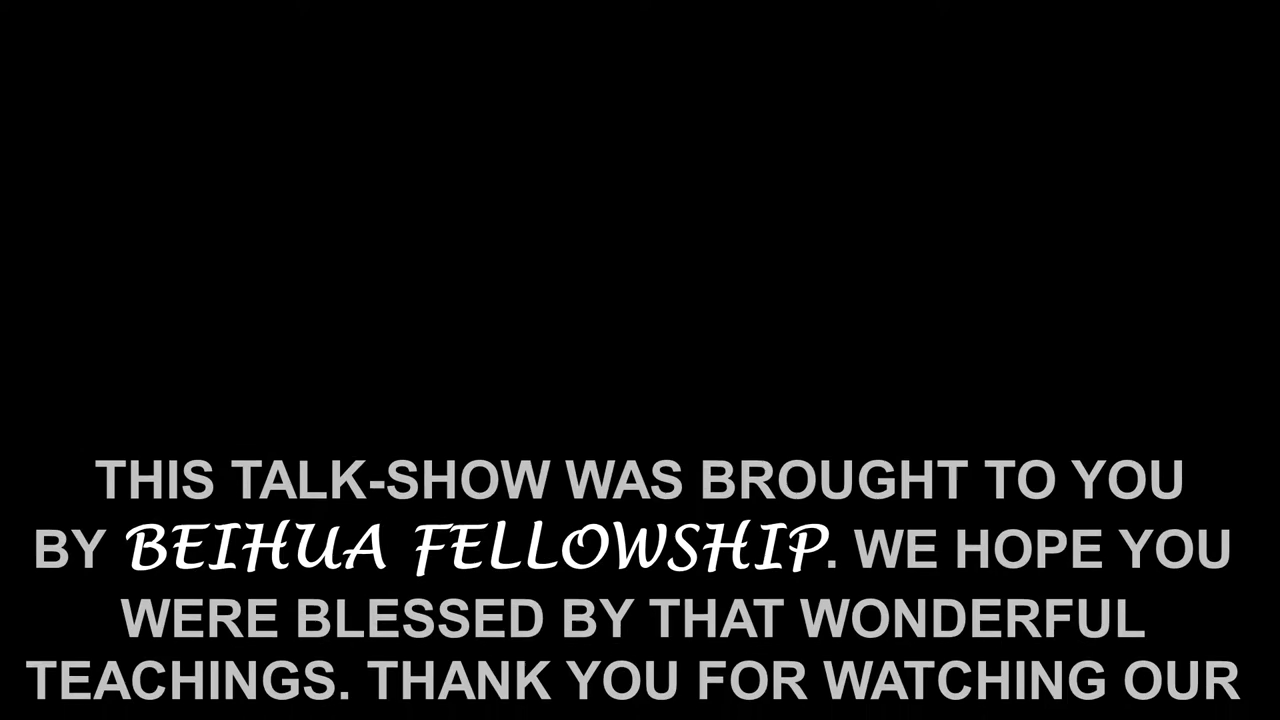 THIS TALK-SHOW WAS BROUGHT TO YOU
BY BEIHUA FELLOWSHIP. WE HOPE YOU
WERE BLESSED BY THAT WONDERFUL
TEACHINGS. THANK YOU FOR WATCHING OUR